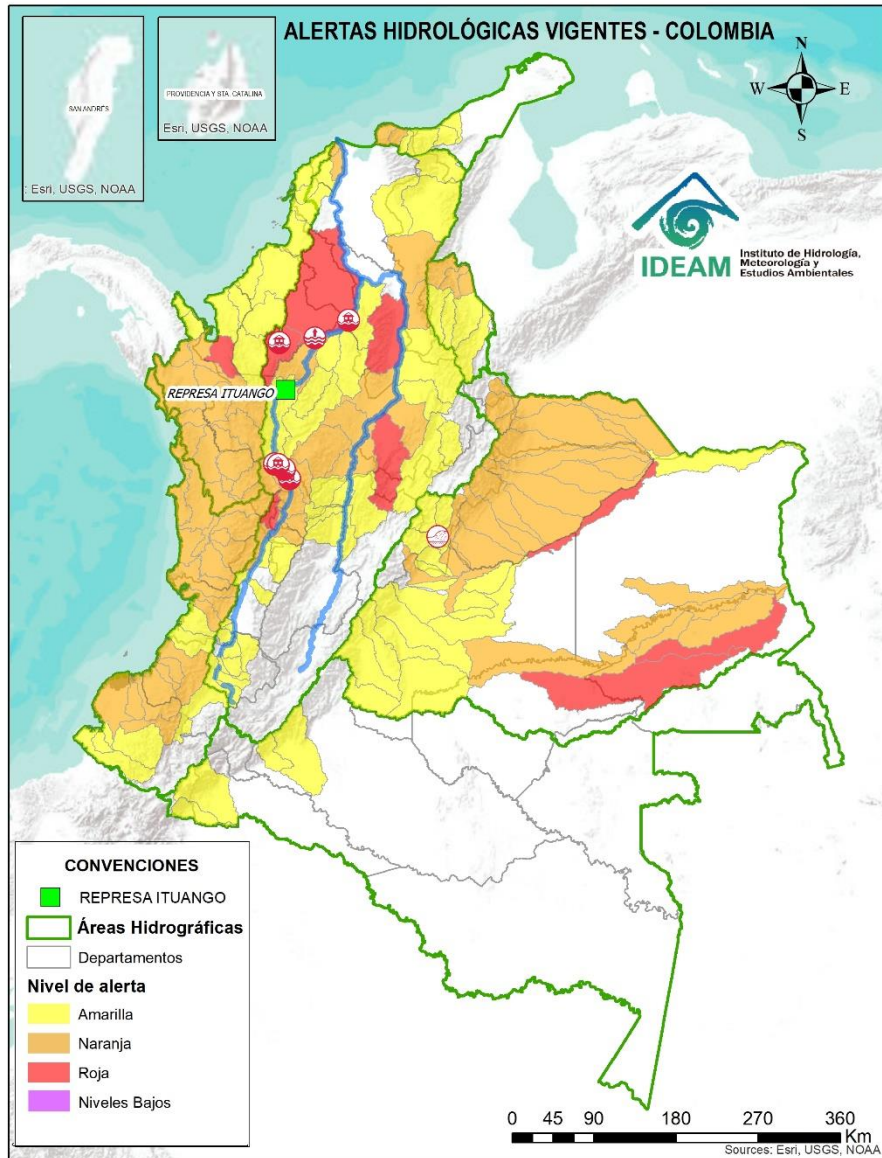 ALERTAS HIDROLÓGICAS VIGENTES - COLOMBIA
SAN ANDRÉS
: Esri, USGS, NOAA
PROVIDENCIA Y STA. CATALINA
Esri, USGS, NOAA
N
W
E
S
IDEAM
Instituto de Hidrología,
Meteorología y
Estudios Ambientales
REPRESA ITUANGO
CONVENCIONES
REPRESA ITUANGO
Áreas Hidrográficas
Departamentos
Nivel de alerta
Amarilla
Naranja
Roja
Niveles Bajos
0 45 90 180 270 360
Km
Sources: Esri, USGS, NOAA